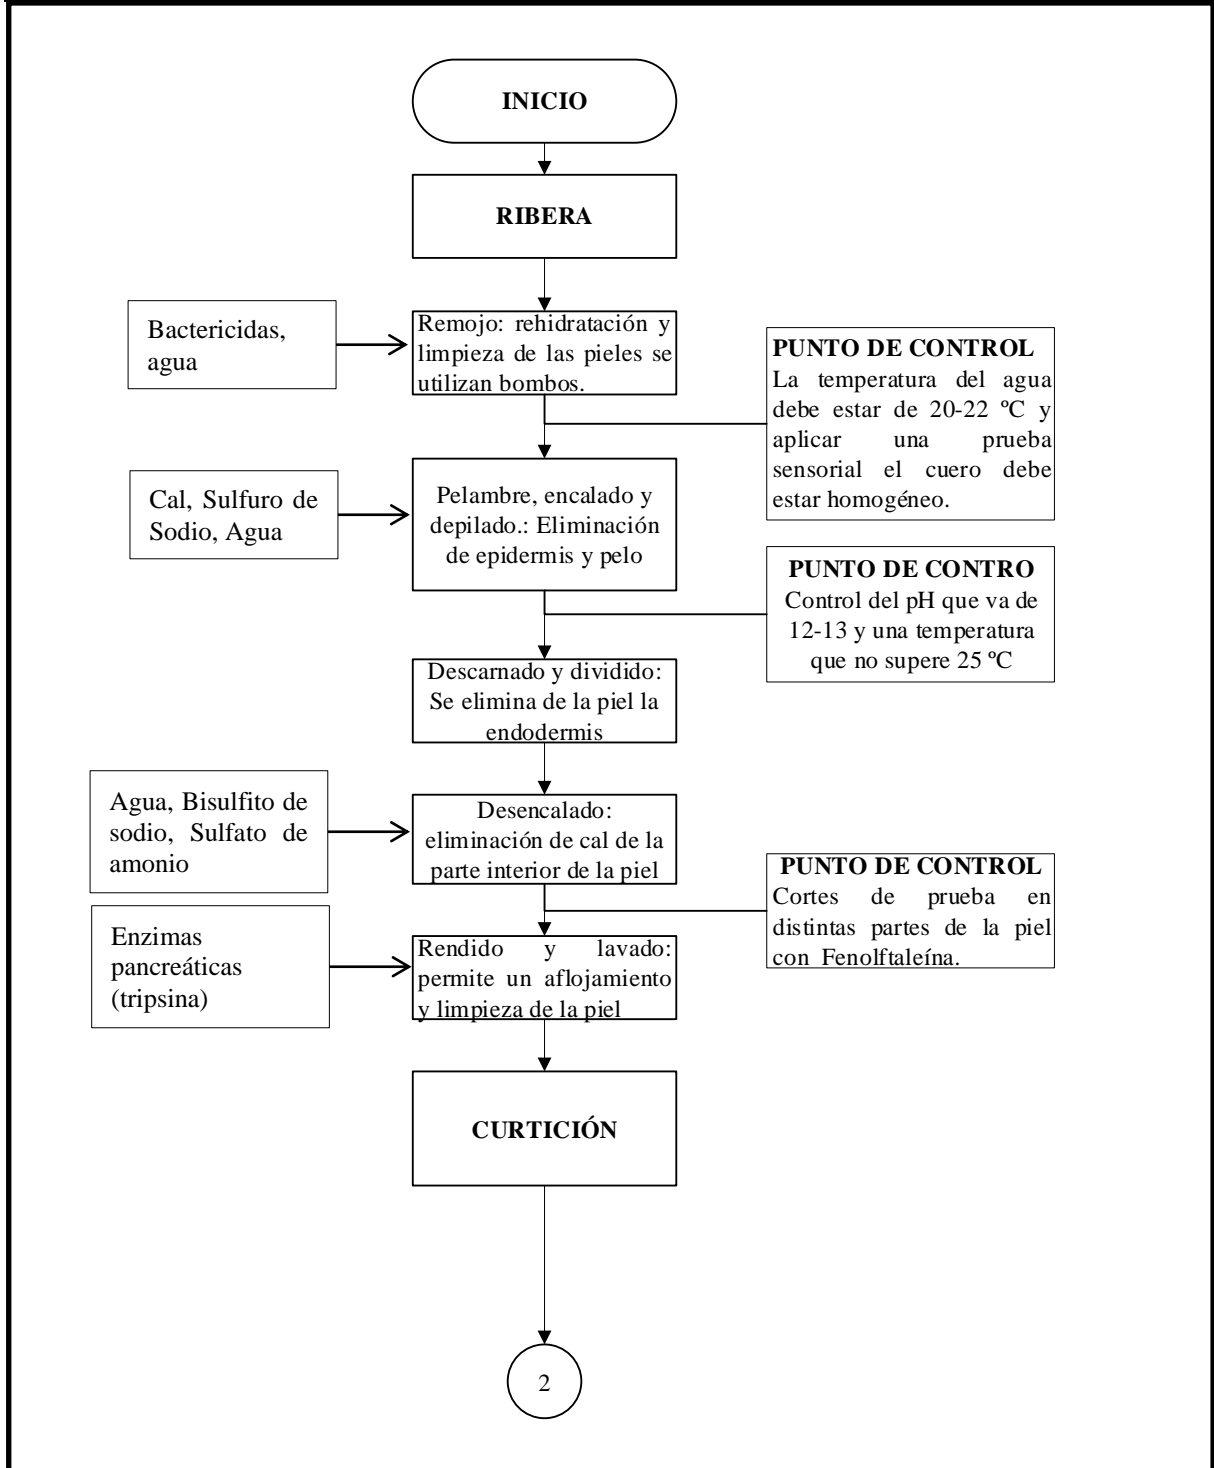 INICIO
RIBERA
Bactericidas,
agua
Remojo: rehidratación y
limpieza de las pieles se
utilizan bombos.
PUNTO DE CONTROL
La temperatura del agua
debe estar de 20-22 ºC y
aplicar una prueba
sensorial el cuero debe
estar homogéneo.
Cal, Sulfuro de
Sodio, Agua
Pelambre, encalado y
depilado.: Eliminación
de epidermis y pelo
PUNTO DE CONTRO
Control del pH que va de
12-13 y una temperatura
que no supere 25 ºC
Descarnado y dividido:
Se elimina de la piel la
endodermis
Agua, Bisulfito de
sodio, Sulfato de
amonio
Desencalado:
eliminación de cal de la
parte interior de la piel
PUNTO DE CONTROL
Cortes de prueba en
distintas partes de la piel
con Fenolftaleína.
Enzimas
pancreáticas
(tripsina)
Rendido y lavado:
permite un aflojamiento
y limpieza de la piel
CURTICIÓN
2